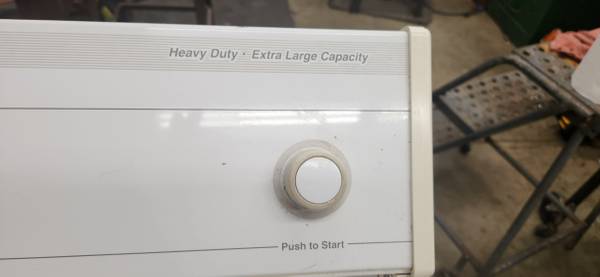 Heavy Duty · Extra Large Capacity
Push to Start